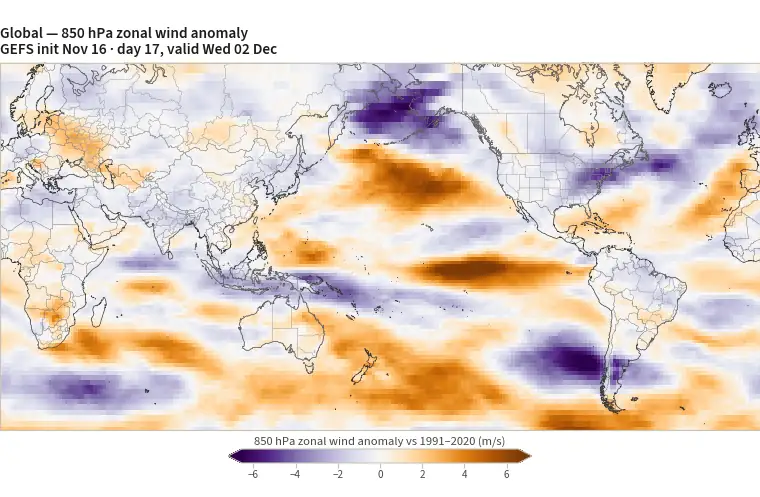 Global — 850 hPa zonal wind anomaly
GEFS init Nov 16 · day 17, valid Wed 02 Dec
850 hPa zonal wind anomaly vs 1991–2020 (m/s)
−6 −4 −2 0 2 4 6